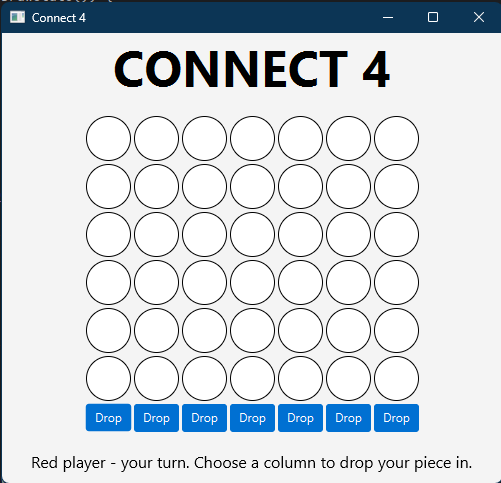 Connect 4
CONNECT 4
Drop Drop Drop Drop Drop Drop Drop
Red player - your turn. Choose a column to drop your piece in.